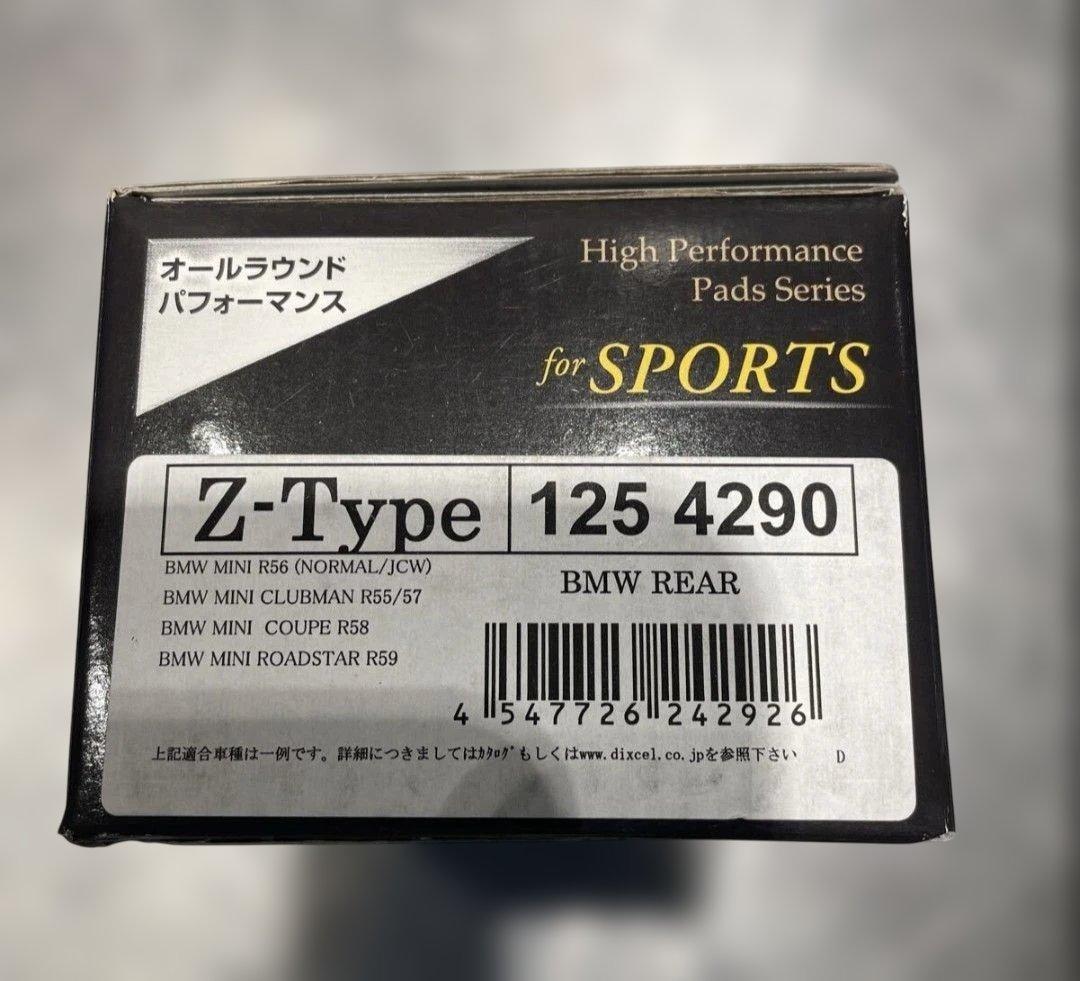 オールラウンド
パフォーマンス
High Performance
Pads Series
for SPORTS
Z-Type
125 4290
BMW MINI R56 (NORMAL/JCW)
BMW MINI CLUBMAN R55/57
BMW MINI  COUPE R58
BMW MINI ROADSTAR R59
BMW REAR
4 547726 242926
上記適合車種は一例です。詳細につきましてはｶﾀﾛｸﾞもしくはwww.dixcel.co.jpを参照下さい D